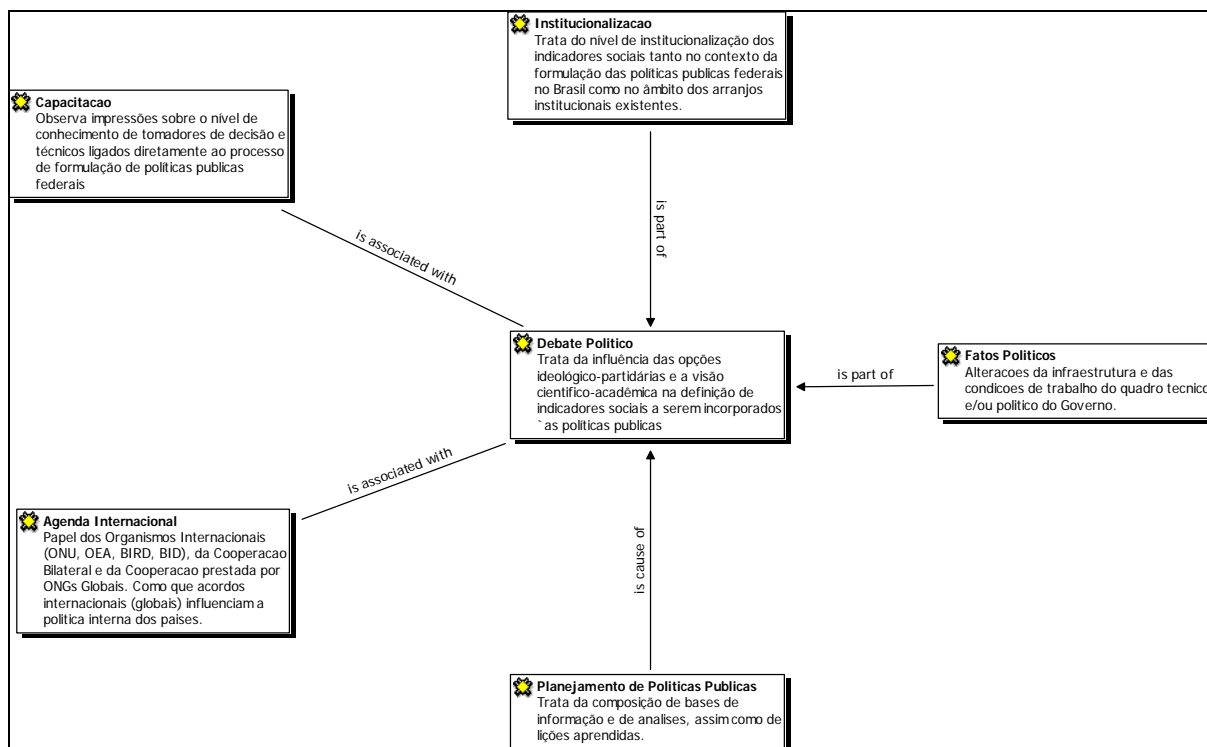 Institucionalizacao
Trata do nível de institucionalização dos
indicadores sociais tanto no contexto da
formulação das políticas publicas federais
no Brasil como no âmbito dos arranjos
institucionais existentes.
Capacitacao
Observa impressões sobre o nível de
conhecimento de tomadores de decisão e
técnicos ligados diretamente ao processo
de formulação de políticas publicas
federais
is part of
is associated with
Debate Politico
Trata da influência das opções
ideológico-partidárias e a visão
cientifico-acadêmica na definição de
indicadores sociais a serem incorporados
`as políticas publicas
is part of
Fatos Politicos
Alteracoes da infraestrutura e das
condicoes de trabalho do quadro tecnico
e/ou politico do Governo.
is associated with
Agenda Internacional
Papel dos Organismos Internacionais
(ONU, OEA, BIRD, BID), da Cooperacao
Bilateral e da Cooperacao prestada por
ONGs Globais. Como que acordos
internacionais (globais) influenciam a
politica interna dos paises.
is cause of
Planejamento de Politicas Publicas
Trata da composição de bases de
informação e de analises, assim como de
lições aprendidas.